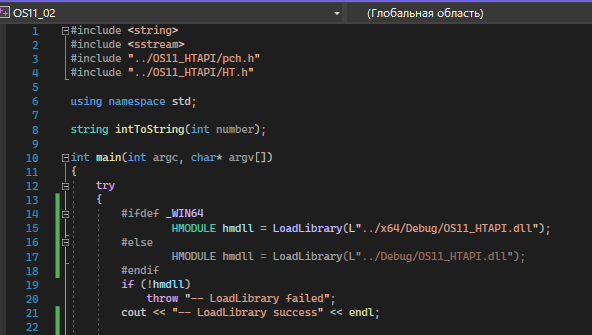 OS11_02 (Глобальная область)
1 #include <string>
2 #include <sstream>
3 #include "../OS11_HTAPI/pch.h"
4 #include "../OS11_HTAPI/HT.h"
5
6 using namespace std;
7
8 string intToString(int number);
9
10 int main(int argc, char* argv[])
11 {
12 try
13 {
14 #ifdef _WIN64
15 HMODULE hmdll = LoadLibrary(L"../x64/Debug/OS11_HTAPI.dll");
16 #else
17 HMODULE hmdll = LoadLibrary(L"../Debug/OS11_HTAPI.dll");
18 #endif
19 if (!hmdll)
20 throw "-- LoadLibrary failed";
21 cout << "-- LoadLibrary success" << endl;
22